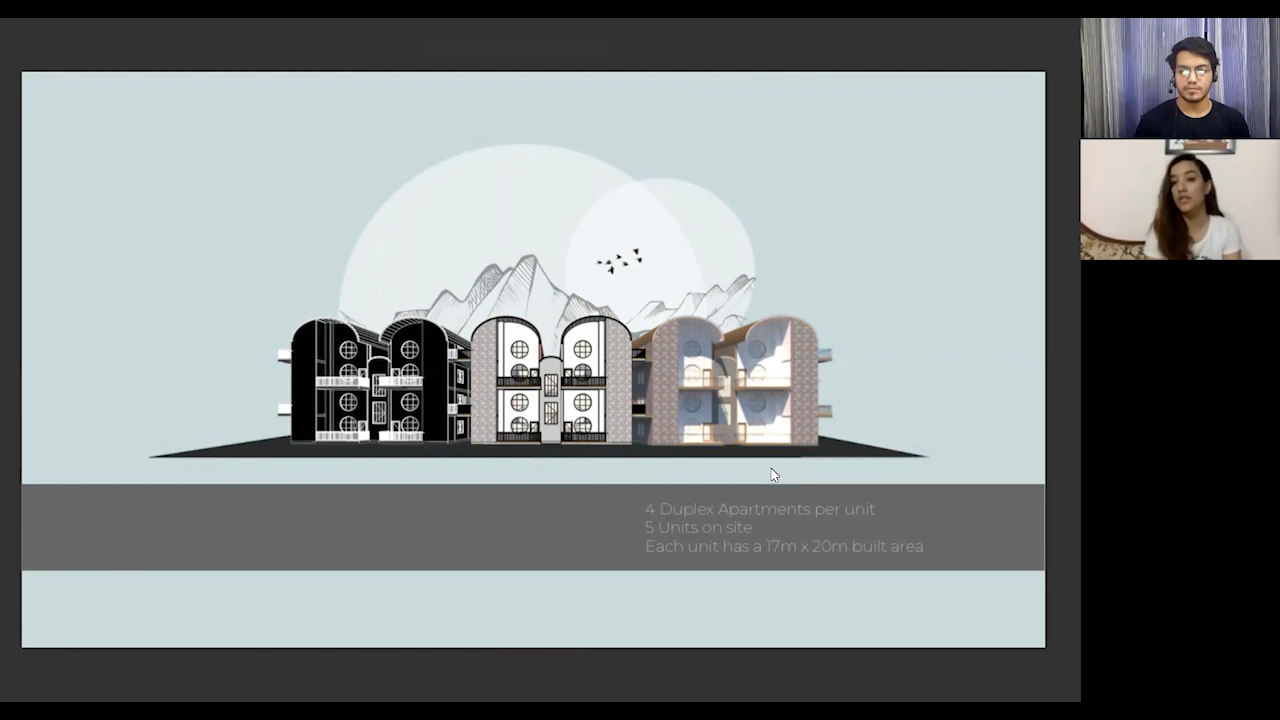 4 Duplex Apartments per unit
5 Units on site
Each unit has a 17m x 20m built area